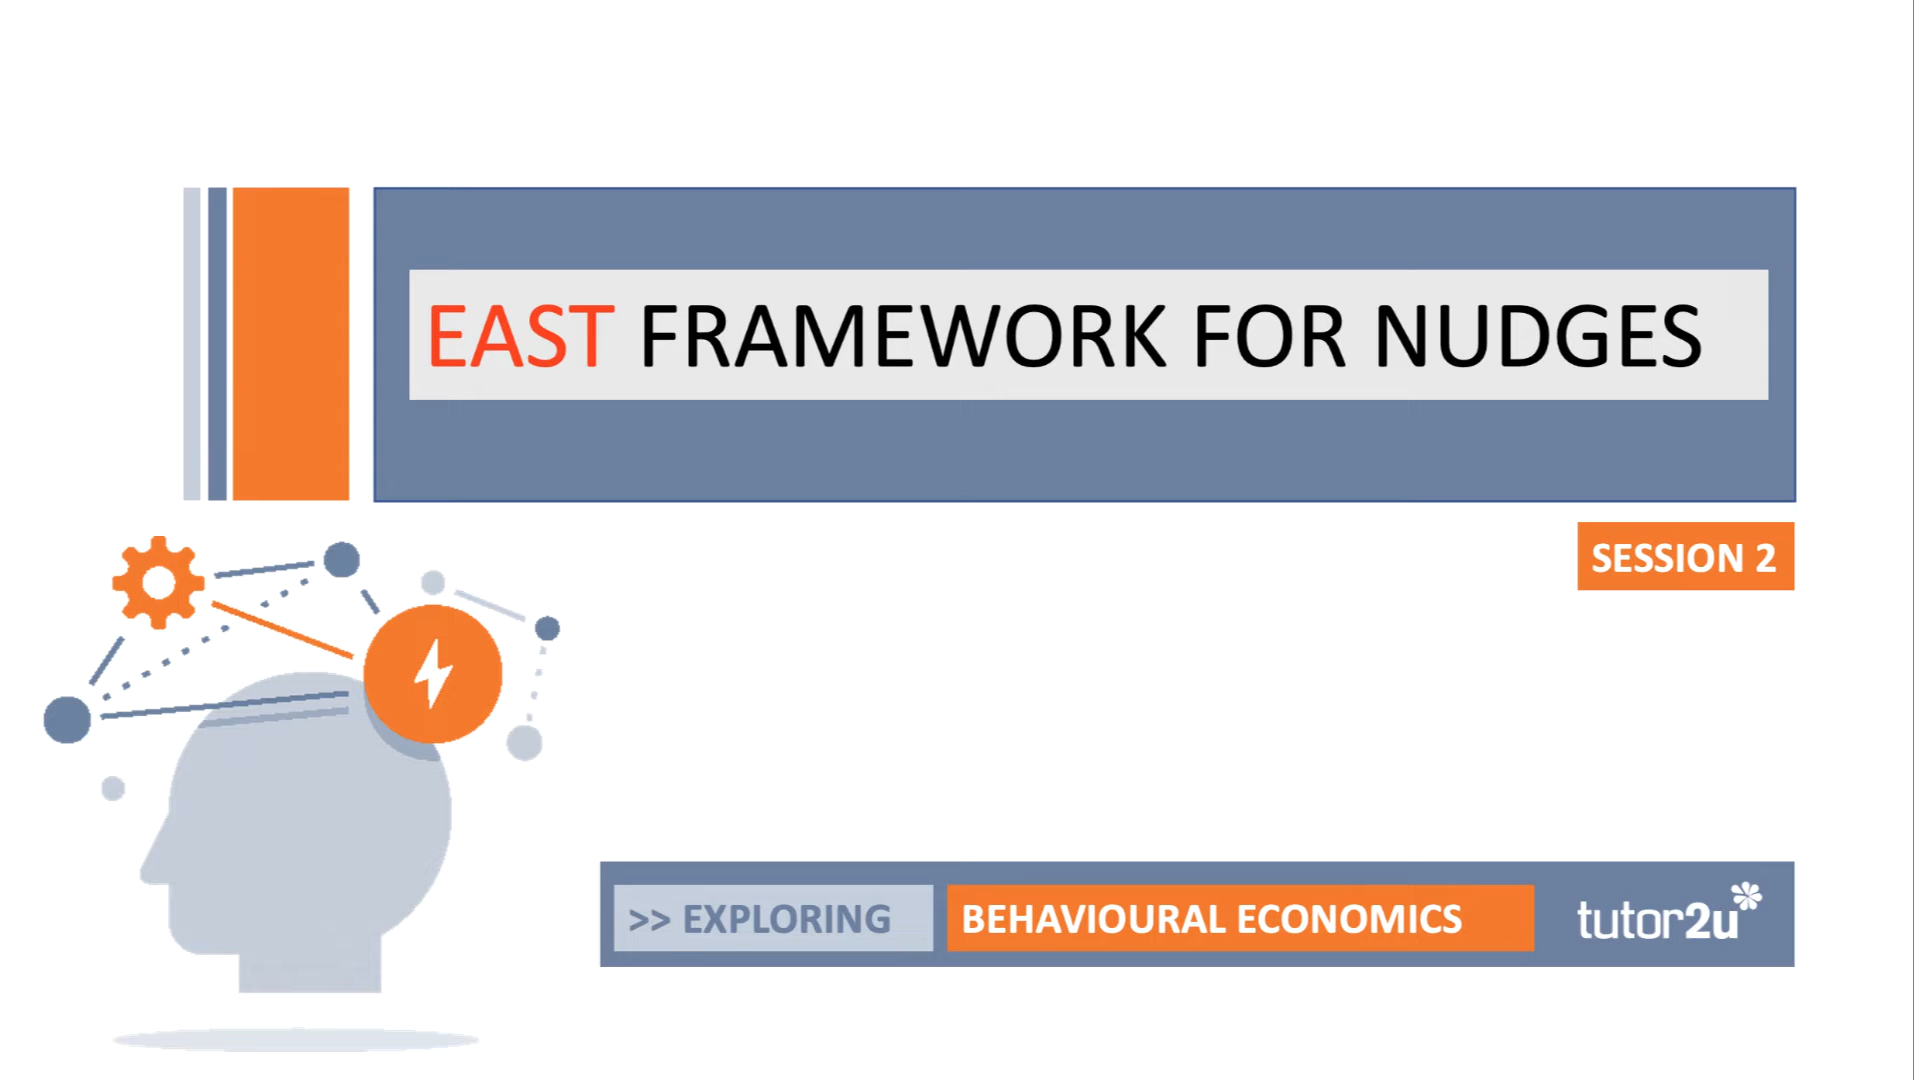 EAST FRAMEWORK FOR NUDGES
SESSION 2
>> EXPLORING BEHAVIOURAL ECONOMICS tutor2u